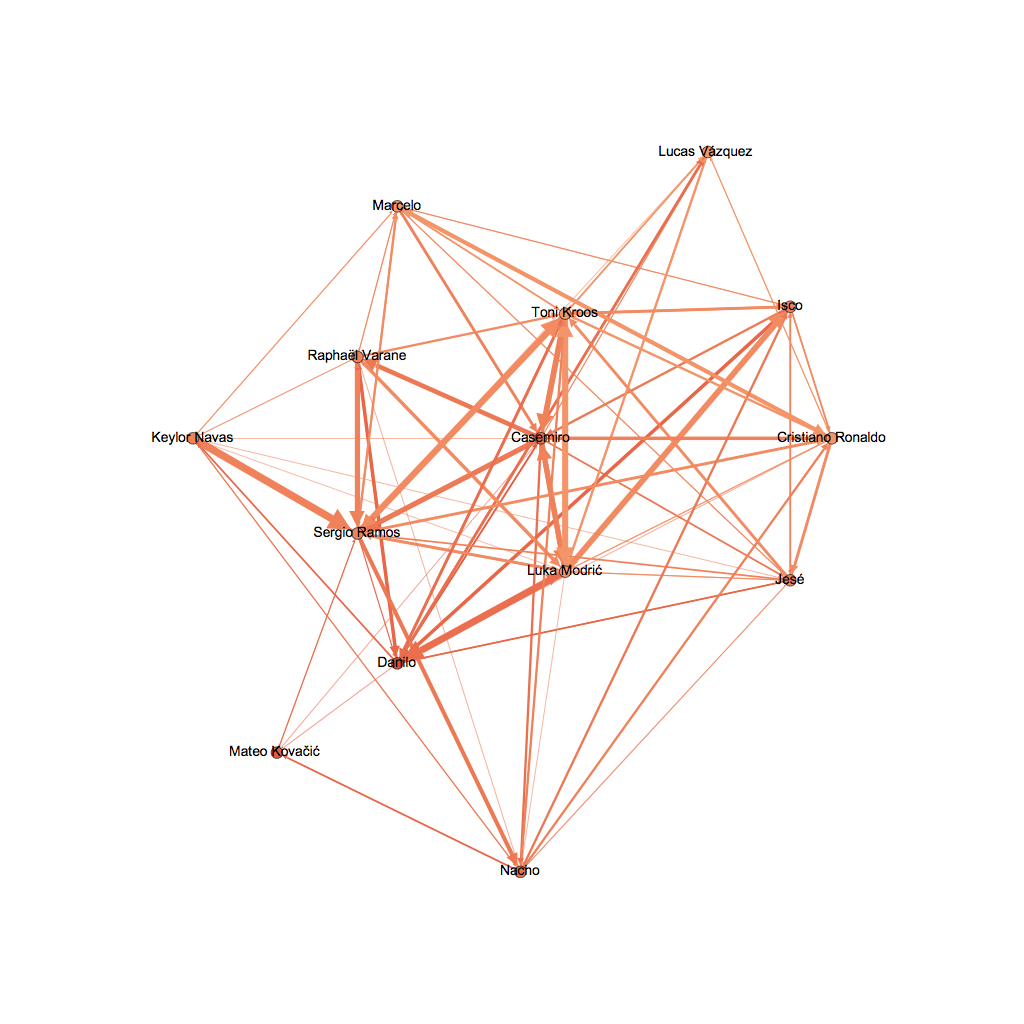 Lucas Vázquez
Marcelo
Isco
Toni Kroos
Raphaël Varane
Keylor Navas
Casemiro
Cristiano Ronaldo
Sergio Ramos
Luka Modrić
Jesé
Danilo
Mateo Kovačić
Nacho